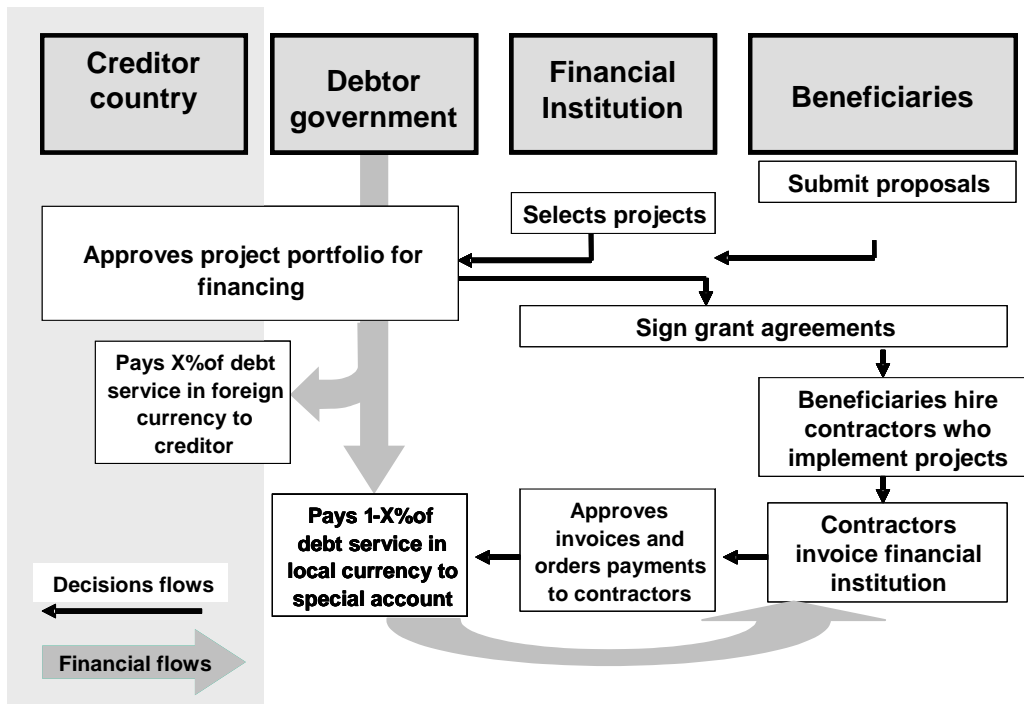 Creditor
country
Debtor
government
Financial
Institution
Beneficiaries
Submit proposals
Selects projects
Approves project portfolio for
financing
Sign grant agreements
Pays X%of debt
service in foreign
currency to
creditor
Beneficiaries hire
contractors who
implement projects
Pays 1-X%of
debt service in
local currency to
special account
Approves
invoices and
orders payments
to contractors
Contractors
invoice financial
institution
Decisions flows
Financial flows